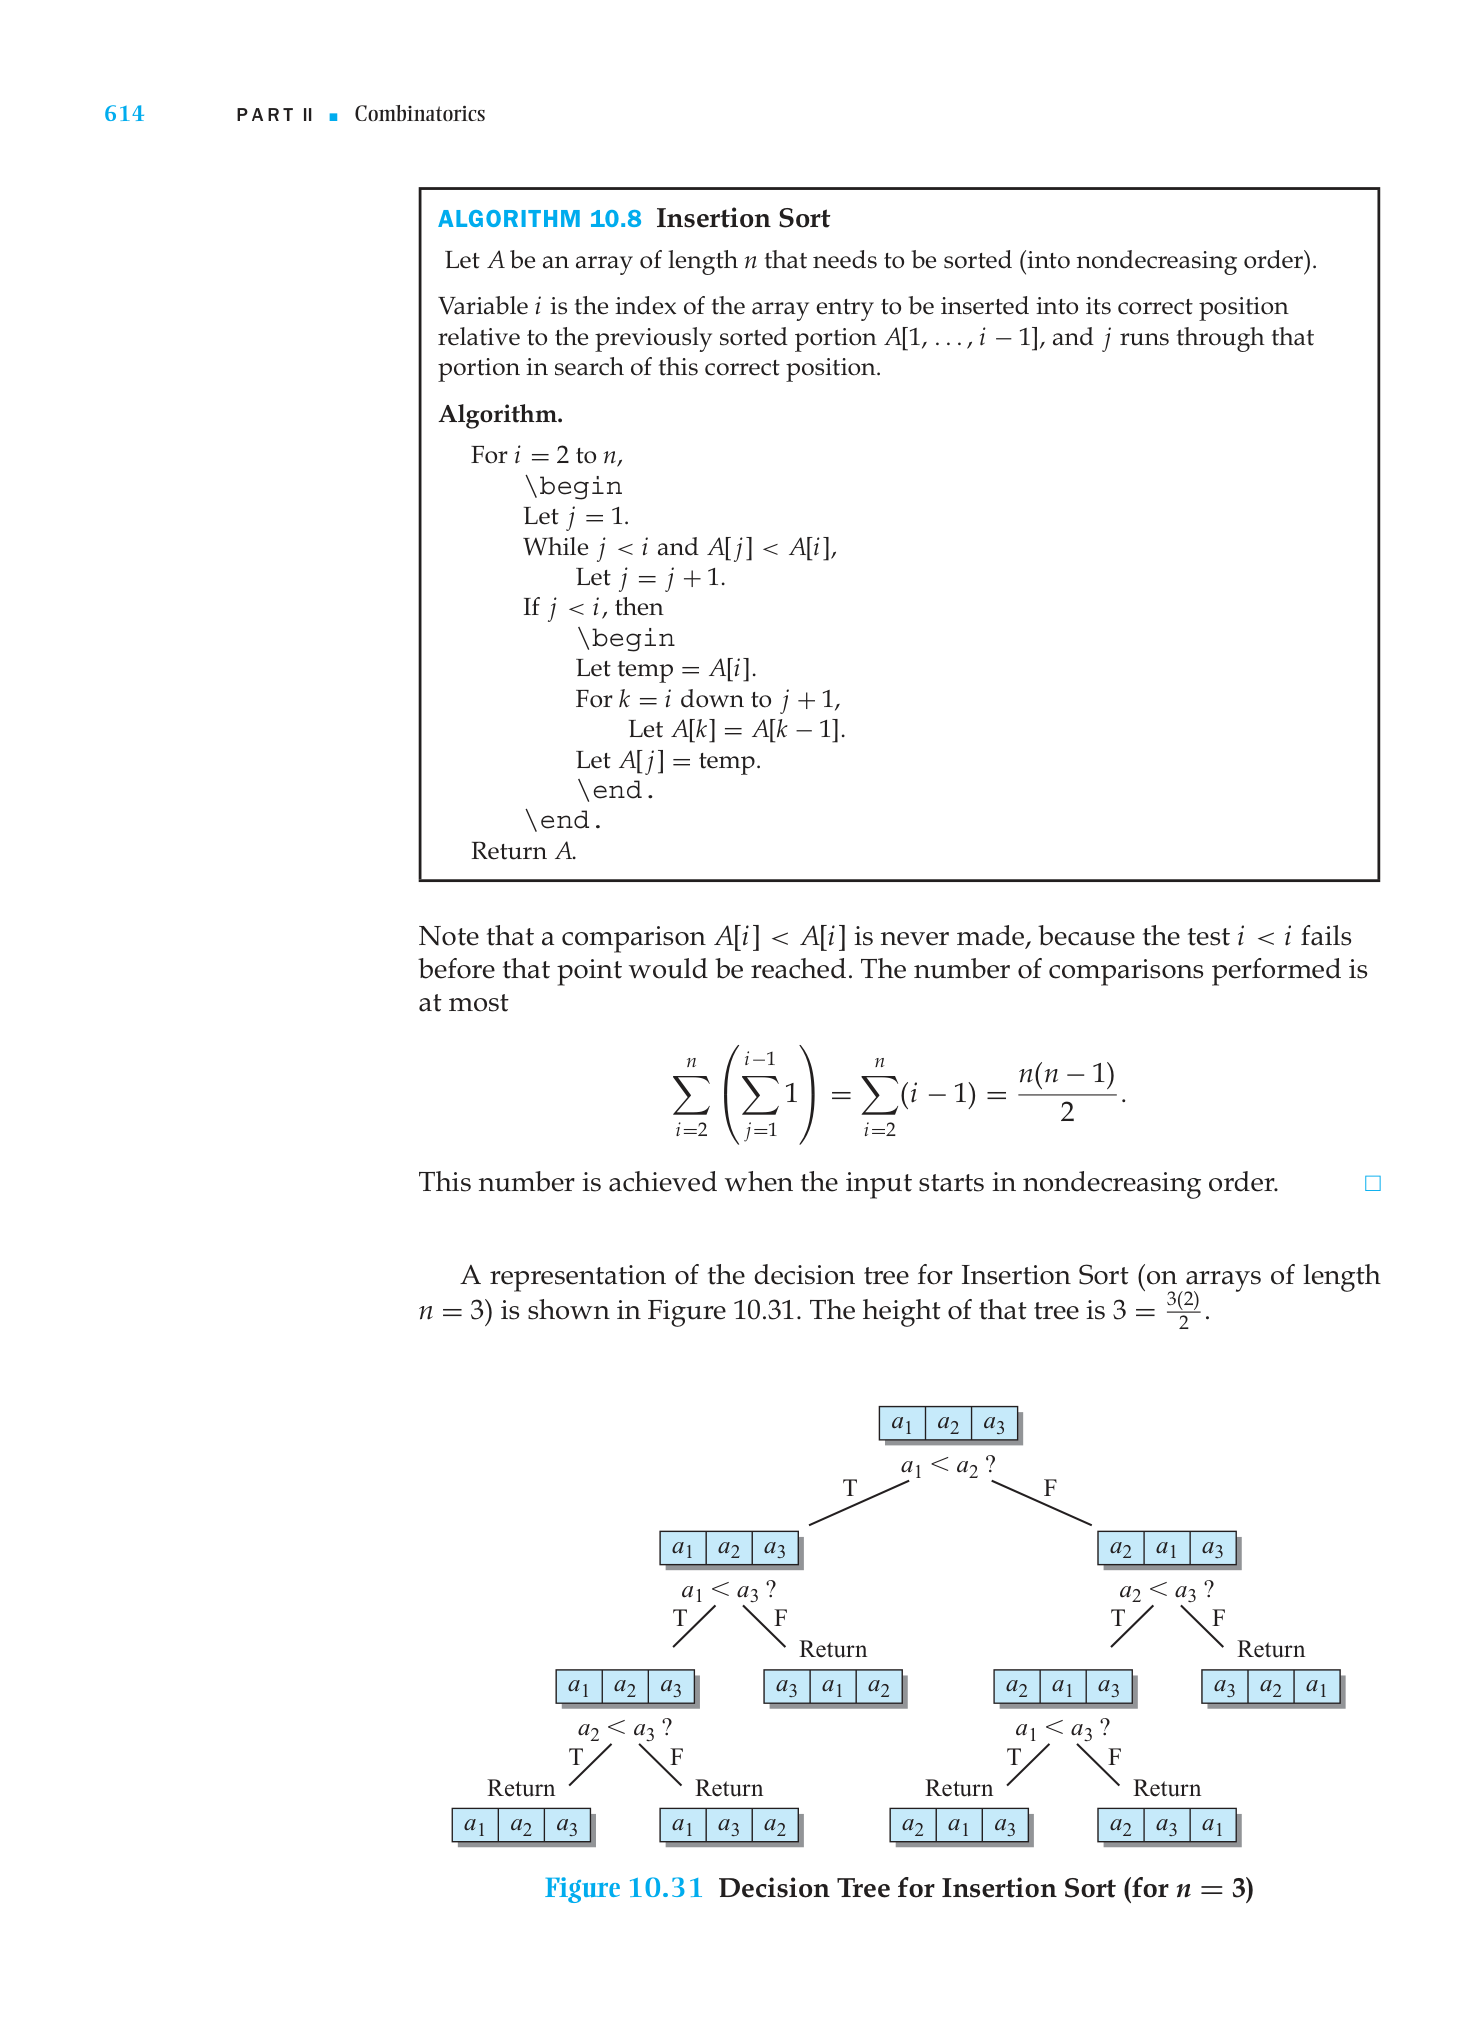 614 PART II ■ Combinatorics
ALGORITHM 10.8 Insertion Sort
Let A be an array of length n that needs to be sorted (into nondecreasing order).
Variable i is the index of the array entry to be inserted into its correct position
relative to the previously sorted portion A[1, . . . , i − 1], and j runs through that
portion in search of this correct position.
Algorithm.
For i = 2 to n,
\begin
Let j = 1.
While j < i and A[j] < A[i],
Let j = j + 1.
If j < i, then
\begin
Let temp = A[i].
For k = i down to j + 1,
Let A[k] = A[k − 1].
Let A[j] = temp.
\end.
\end.
Return A.
Note that a comparison A[i] < A[i] is never made, because the test i < i fails
before that point would be reached. The number of comparisons performed is
at most
∑_{i=2}^{n} (∑_{j=1}^{i−1} 1) = ∑_{i=2}^{n} (i − 1) = n(n − 1)/2.
This number is achieved when the input starts in nondecreasing order. □
A representation of the decision tree for Insertion Sort (on arrays of length
n = 3) is shown in Figure 10.31. The height of that tree is 3 = 3(2)/2.
a₁ a₂ a₃
a₁ < a₂ ?
T F
a₁ a₂ a₃ a₂ a₁ a₃
a₁ < a₃ ? a₂ < a₃ ?
T F T F
Return Return
a₁ a₂ a₃ a₃ a₁ a₂ a₂ a₁ a₃ a₃ a₂ a₁
a₂ < a₃ ? a₁ < a₃ ?
T F T F
Return Return Return Return
a₁ a₂ a₃ a₁ a₃ a₂ a₂ a₁ a₃ a₂ a₃ a₁
Figure 10.31 Decision Tree for Insertion Sort (for n = 3)